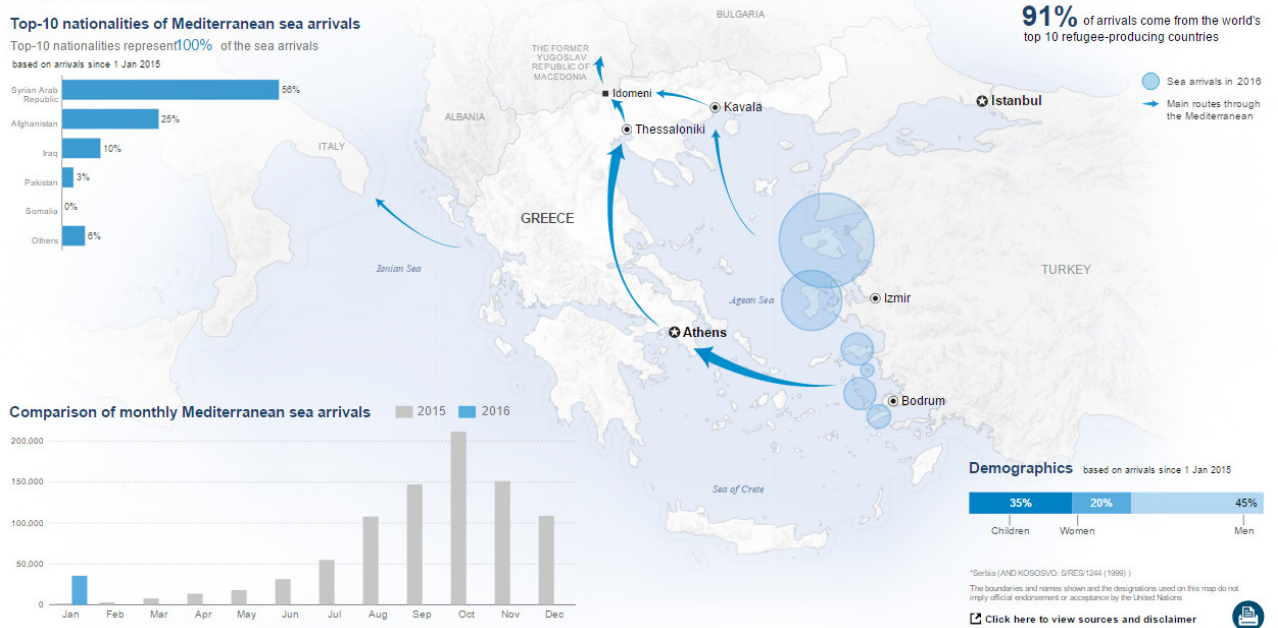 Top-10 nationalities of Mediterranean sea arrivals
Top-10 nationalities represent100% of the sea arrivals
based on arrivals since 1 Jan 2015
Syrian Arab
Republic
56%
Afghanistan
25%
Iraq
10%
Pakistan
3%
Somalia
0%
Others
6%
91% of arrivals come from the world's
top 10 refugee-producing countries
Sea arrivals in 2016
Main routes through
the Mediterranean
BULGARIA
THE FORMER
YUGOSLAV
REPUBLIC OF
MACEDONIA
Idomeni
Kavala
Istanbul
ALBANIA
Thessaloniki
ITALY
GREECE
Ionian Sea
TURKEY
Agean Sea
Izmir
Athens
Bodrum
Sea of Crete
Comparison of monthly Mediterranean sea arrivals
2015
2016
200,000
150,000
100,000
50,000
0
Jan Feb Mar Apr May Jun Jul Aug Sep Oct Nov Dec
Demographics based on arrivals since 1 Jan 2015
35% 20% 45%
Children Women Men
*Serbia (AND KOSOSVO: S/RES/1244 (1999) )
The boundaries and names shown and the designations used on this map do not
imply official endorsement or acceptance by the United Nations
Click here to view sources and disclaimer